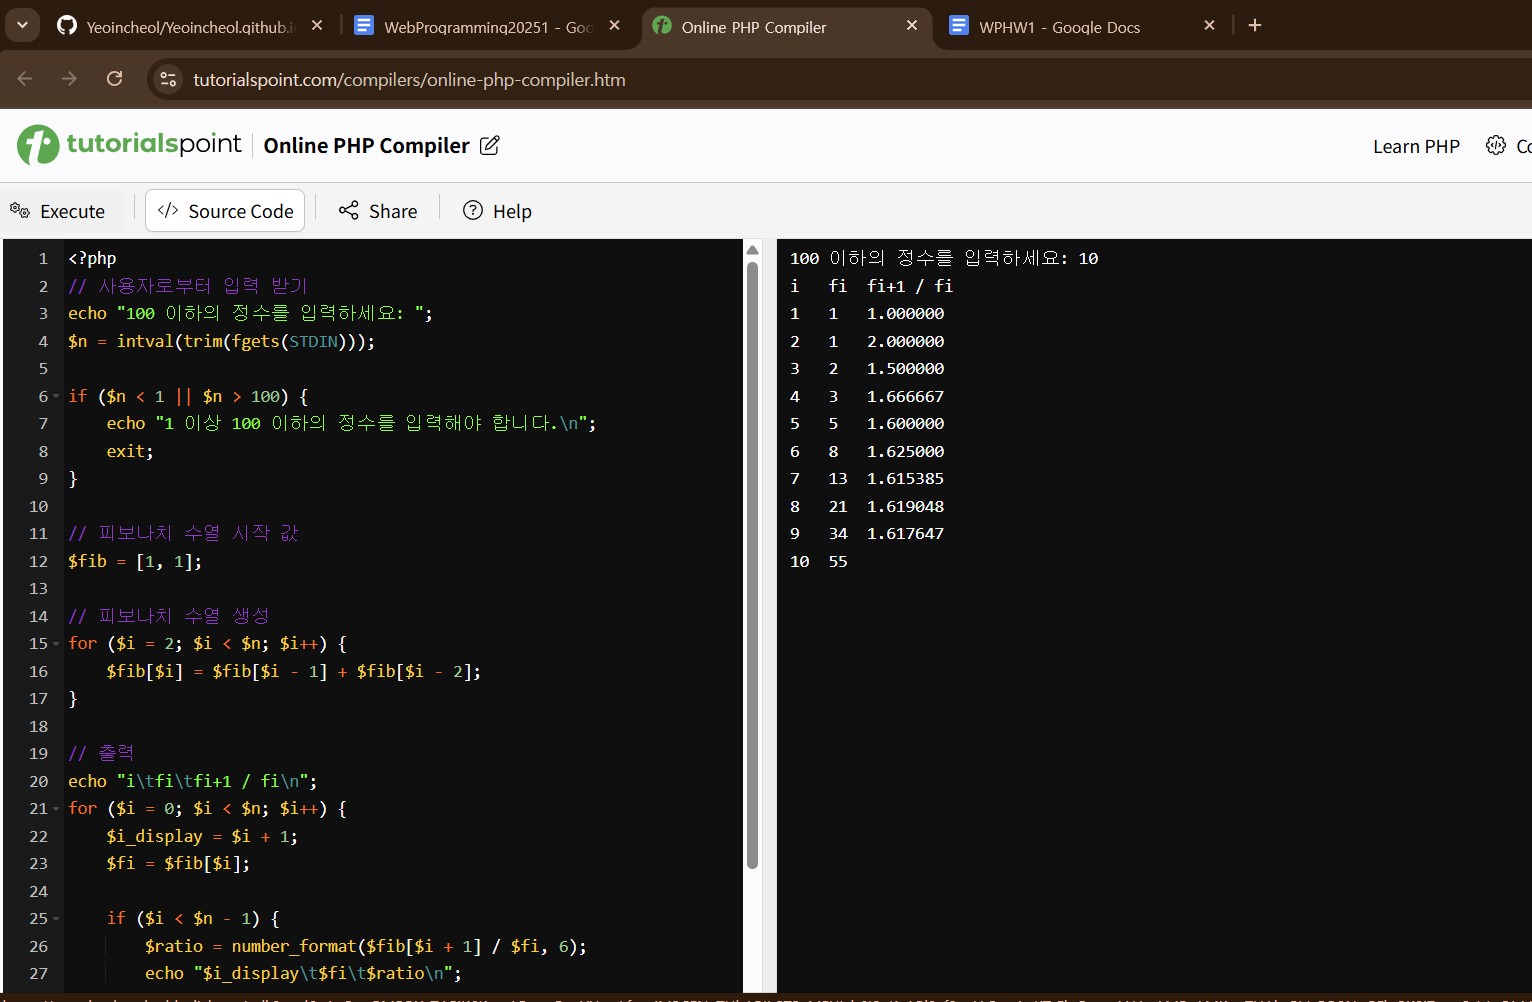 Yeoincheol/Yeoincheol.github.i
WebProgramming20251 - Goo
Online PHP Compiler
WPHW1 - Google Docs
tutorialspoint.com/compilers/online-php-compiler.htm
tutorialspoint
Online PHP Compiler
Learn PHP
Co
Execute
Source Code
Share
Help
1 <?php
2 // 사용자로부터 입력 받기
3 echo "100 이하의 정수를 입력하세요: ";
4 $n = intval(trim(fgets(STDIN)));
5
6 if ($n < 1 || $n > 100) {
7 echo "1 이상 100 이하의 정수를 입력해야 합니다.\n";
8 exit;
9 }
10
11 // 피보나치 수열 시작 값
12 $fib = [1, 1];
13
14 // 피보나치 수열 생성
15 for ($i = 2; $i < $n; $i++) {
16 $fib[$i] = $fib[$i - 1] + $fib[$i - 2];
17 }
18
19 // 출력
20 echo "i\tfi\tfi+1 / fi\n";
21 for ($i = 0; $i < $n; $i++) {
22 $i_display = $i + 1;
23 $fi = $fib[$i];
24
25 if ($i < $n - 1) {
26 $ratio = number_format($fib[$i + 1] / $fi, 6);
27 echo "$i_display\t$fi\t$ratio\n";
100 이하의 정수를 입력하세요: 10
i fi fi+1 / fi
1 1 1.000000
2 1 2.000000
3 2 1.500000
4 3 1.666667
5 5 1.600000
6 8 1.625000
7 13 1.615385
8 21 1.619048
9 34 1.617647
10 55